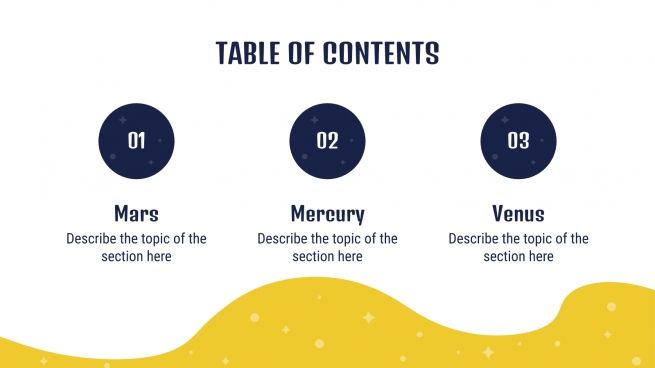 TABLE OF CONTENTS
01
02
03
Mars
Mercury
Venus
Describe the topic of the
section here
Describe the topic of the
section here
Describe the topic of the
section here